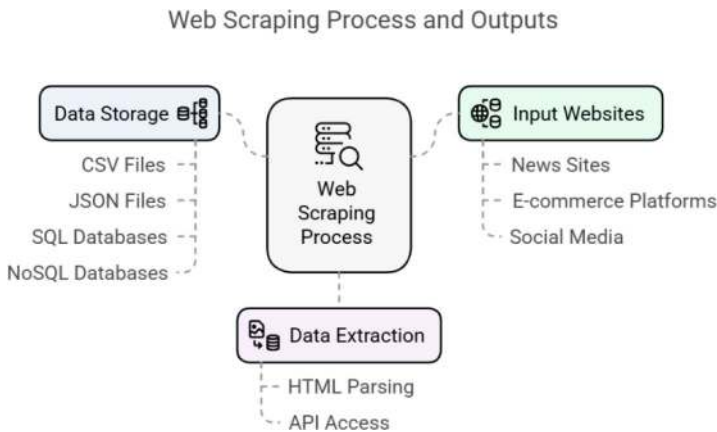 Web Scraping Process and Outputs
Data Storage
CSV Files
JSON Files
SQL Databases
NoSQL Databases
Web
Scraping
Process
Input Websites
News Sites
E-commerce Platforms
Social Media
Data Extraction
HTML Parsing
API Access